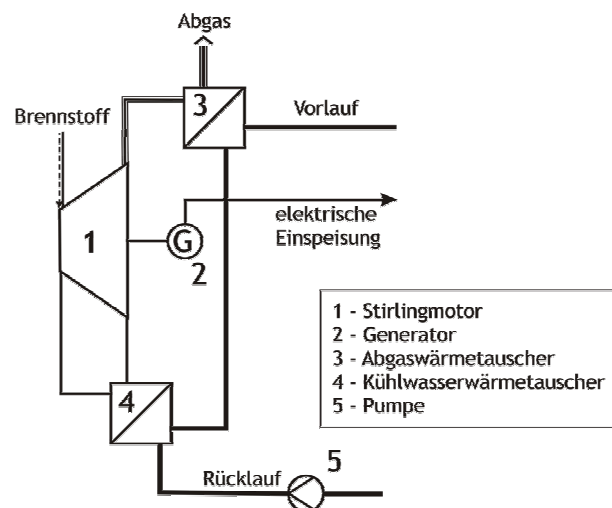 Abgas
3
Brennstoff
Vorlauf
1
G
2
elektrische
Einspeisung
1 - Stirlingmotor
2 - Generator
3 - Abgaswärmetauscher
4 - Kühlwasserwärmetauscher
5 - Pumpe
4
Rücklauf
5